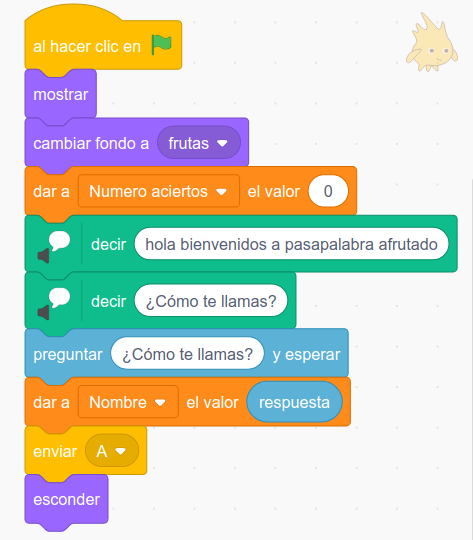 al hacer clic en
mostrar
cambiar fondo a frutas
dar a Numero aciertos el valor 0
decir hola bienvenidos a pasapalabra afrutado
decir ¿Cómo te llamas?
preguntar ¿Cómo te llamas? y esperar
dar a Nombre el valor respuesta
enviar A
esconder